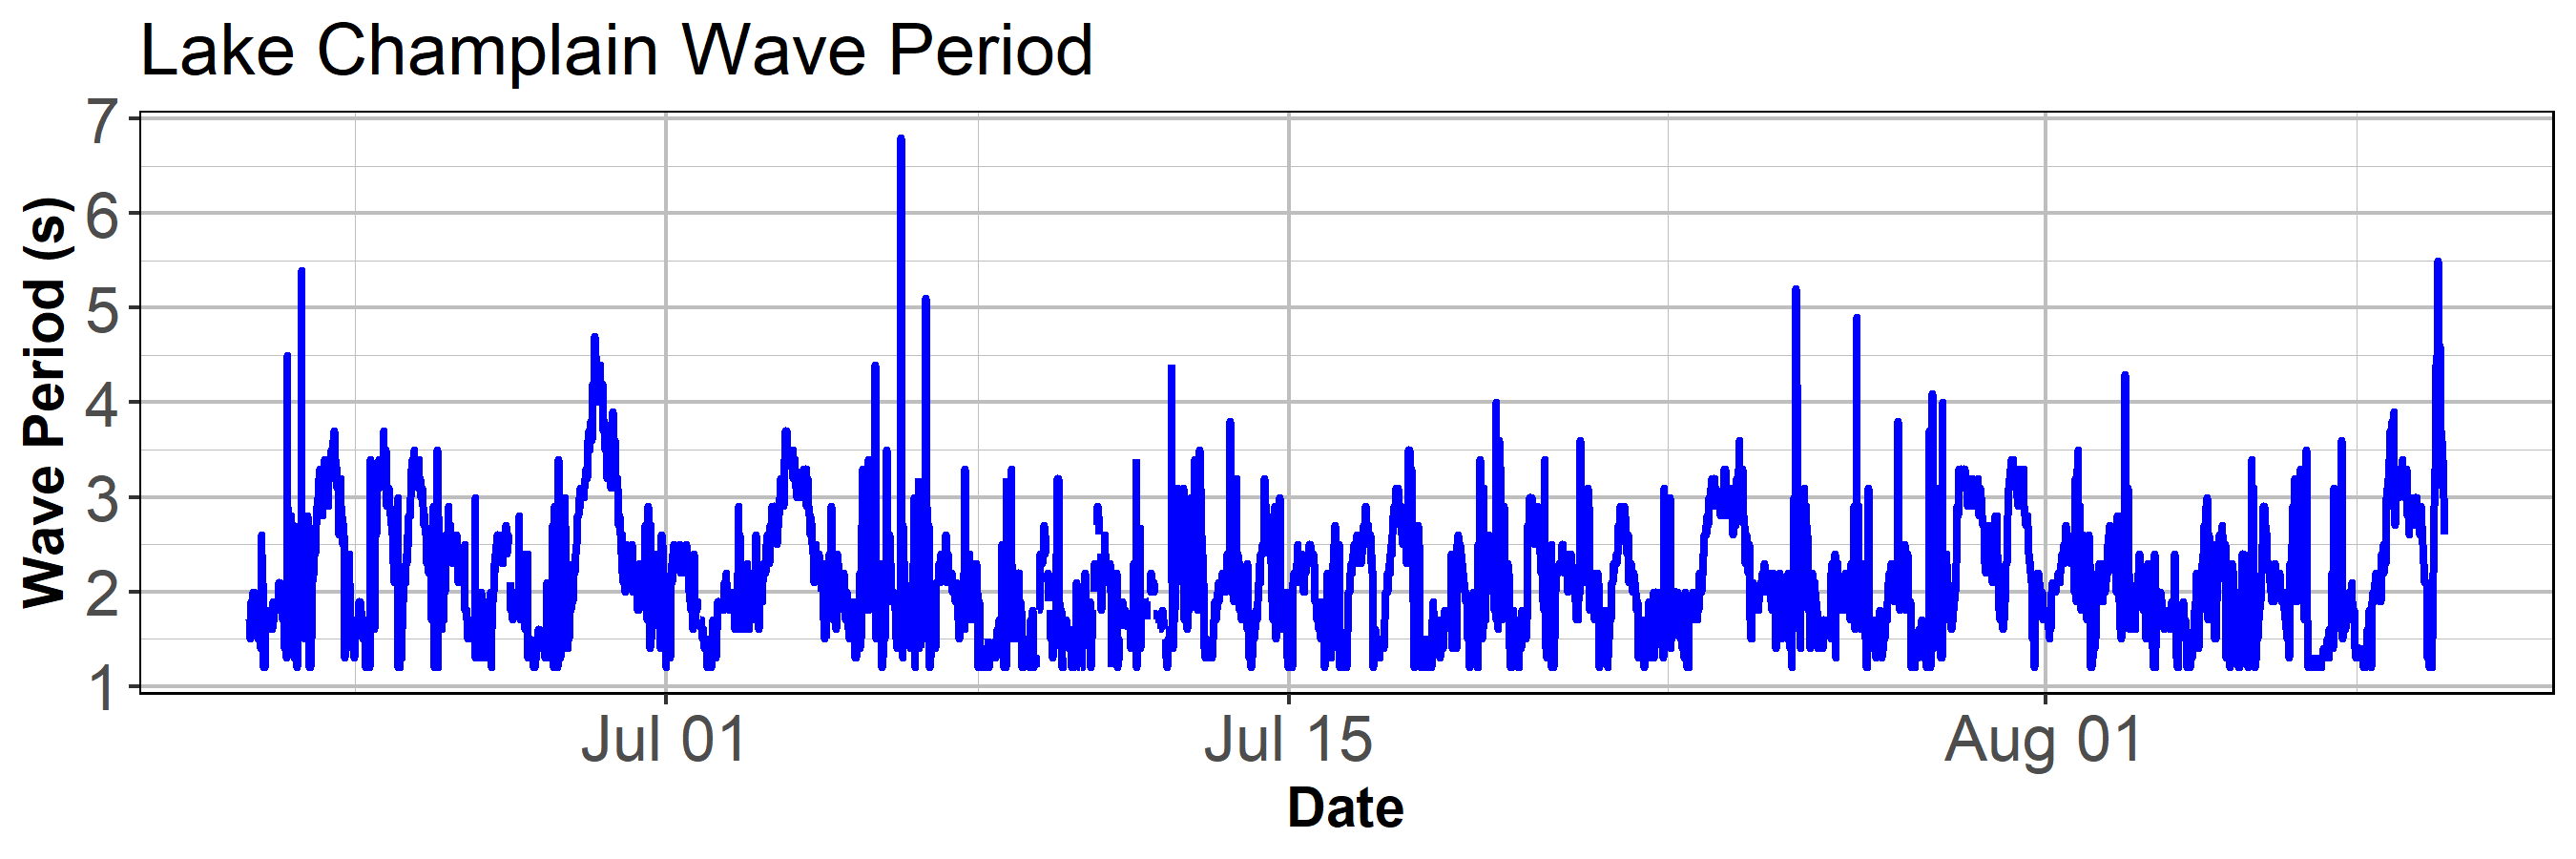 Lake Champlain Wave Period
Wave Period (s)
7
6
5
4
3
2
1
Jul 01
Jul 15
Aug 01
Date